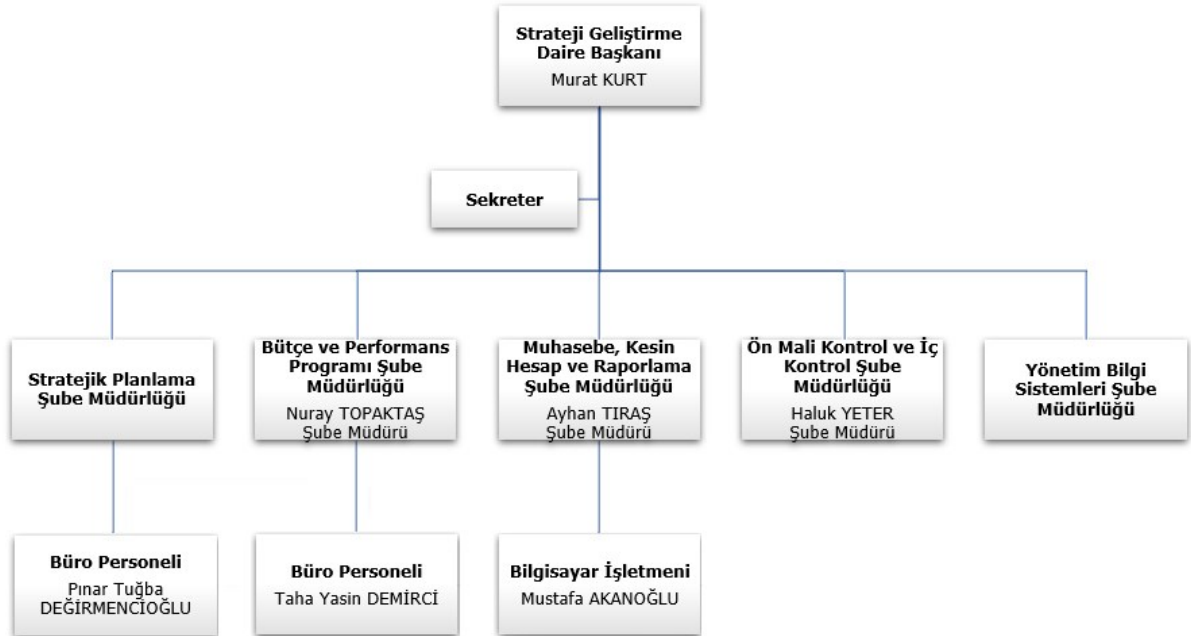 Strateji Geliştirme
Daire Başkanı
Murat KURT
Sekreter
Stratejik Planlama
Şube Müdürlüğü
Bütçe ve Performans
Programı Şube
Müdürlüğü
Nuray TOPAKTAŞ
Şube Müdürü
Muhasebe, Kesin
Hesap ve Raporlama
Şube Müdürlüğü
Ayhan TIRAŞ
Şube Müdürü
Ön Mali Kontrol ve İç
Kontrol Şube
Müdürlüğü
Haluk YETER
Şube Müdürü
Yönetim Bilgi
Sistemleri Şube
Müdürlüğü
Büro Personeli
Pınar Tuğba
DEĞİRMENCİOĞLU
Büro Personeli
Taha Yasin DEMİRCİ
Bilgisayar İşletmeni
Mustafa AKANOĞLU